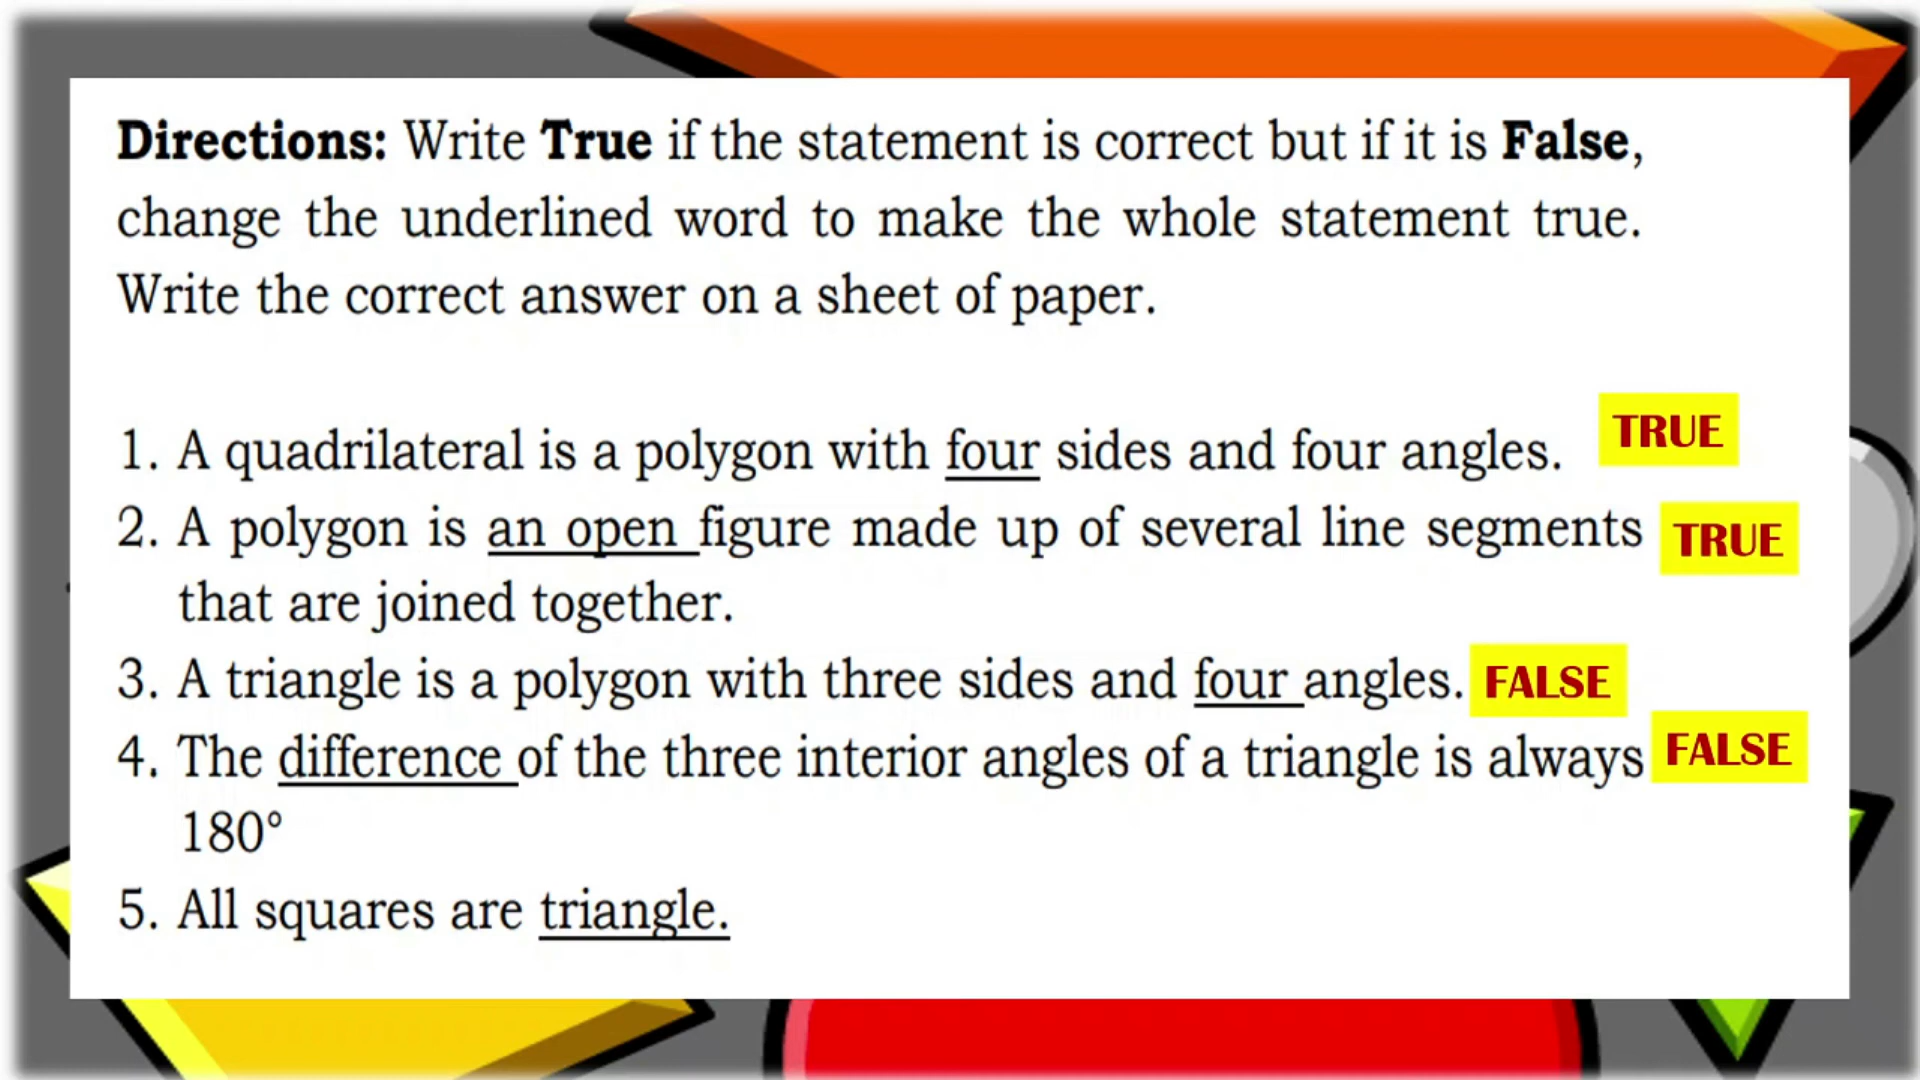 Directions: Write True if the statement is correct but if it is False,
change the underlined word to make the whole statement true.
Write the correct answer on a sheet of paper.
1. A quadrilateral is a polygon with four sides and four angles. TRUE
2. A polygon is an open figure made up of several line segments TRUE
that are joined together.
3. A triangle is a polygon with three sides and four angles. FALSE
4. The difference of the three interior angles of a triangle is always FALSE
180°
5. All squares are triangle.